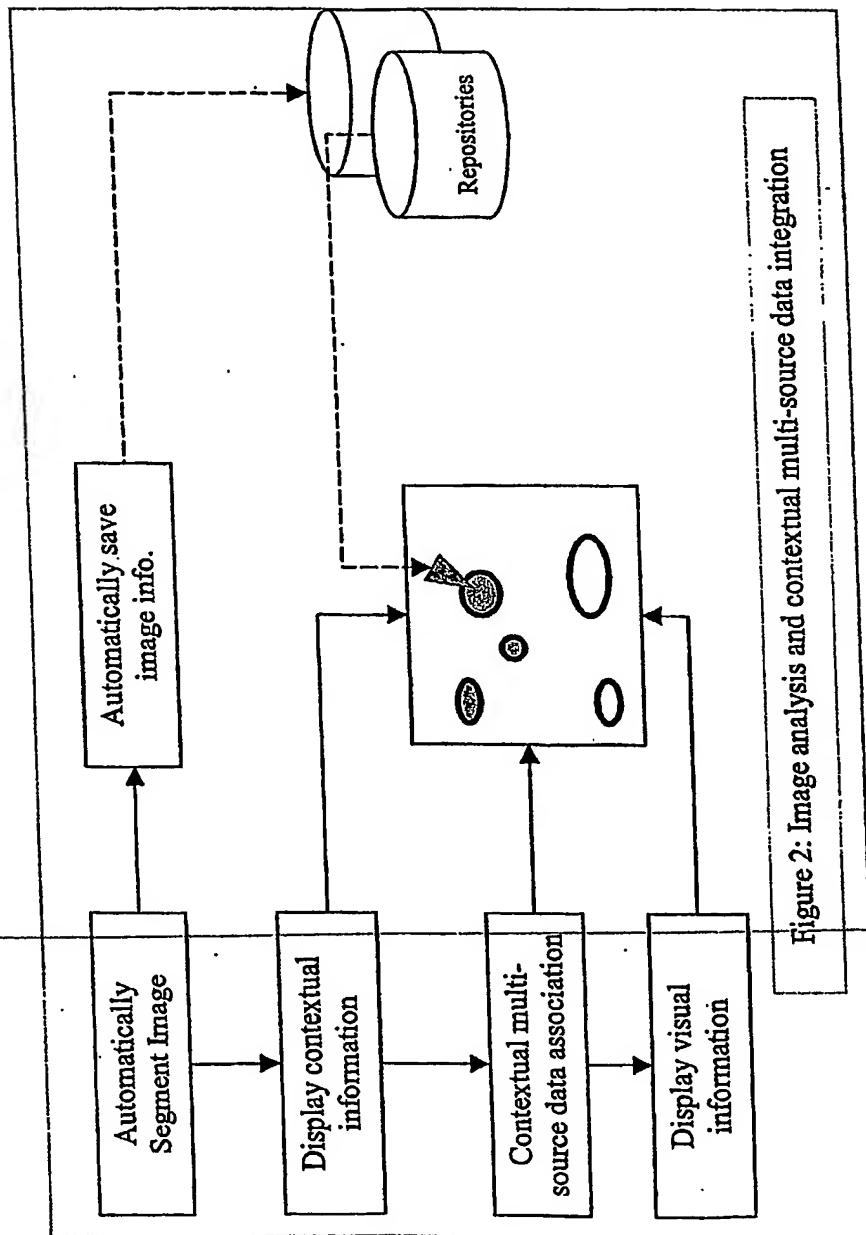 Automatically
Segment Image
Automatically save
image info.
Display contextual
information
Contextual multi-
source data association
Display visual
information
Repositories
Figure 2: Image analysis and contextual multi-source data integration